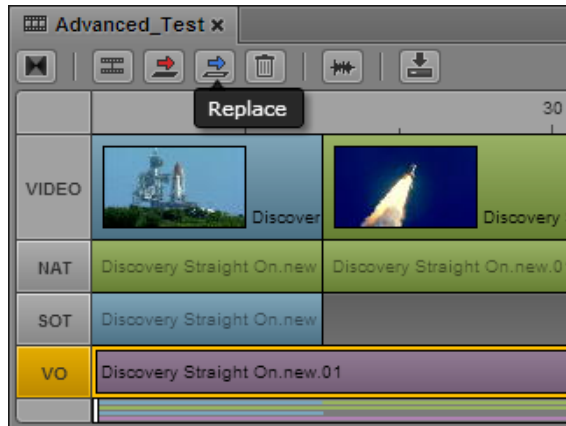 Advanced_Test x
Replace
30
VIDEO
Discover
Discovery
NAT
Discovery Straight On.new
Discovery Straight On.new.0
SOT
Discovery Straight On.new
VO
Discovery Straight On.new.01